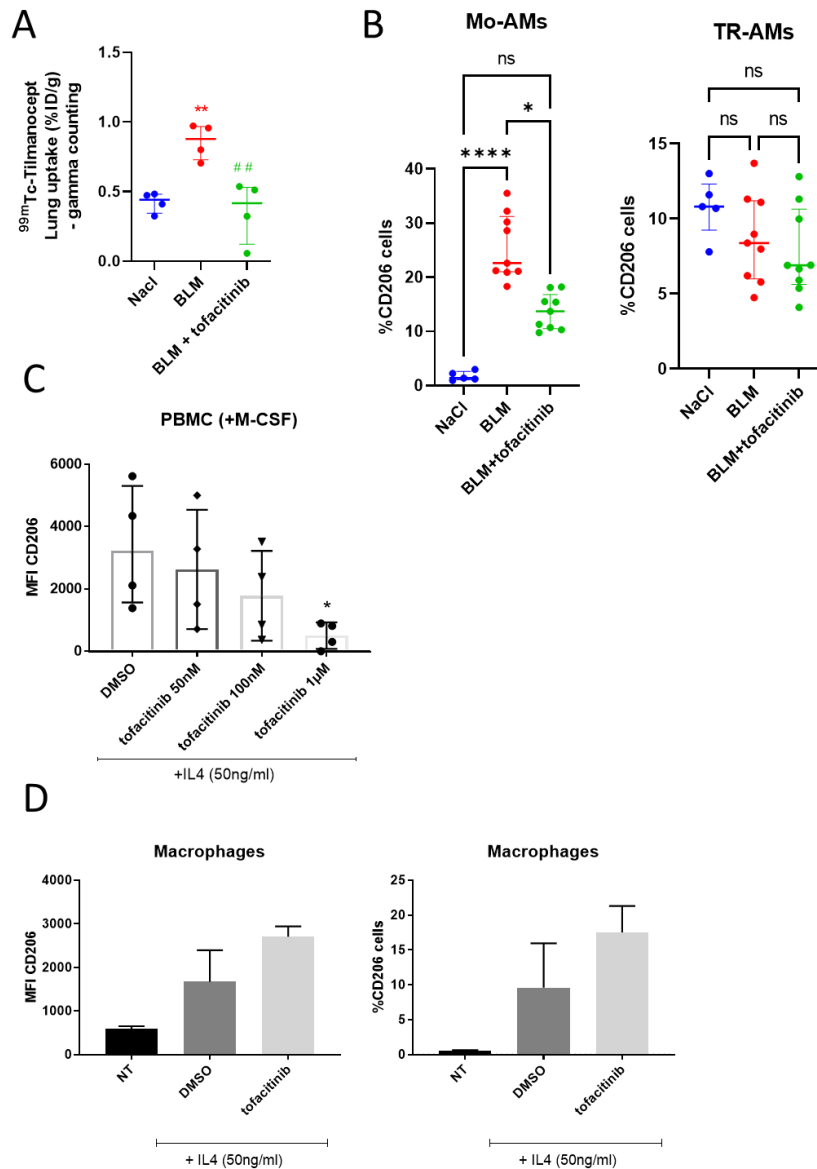 A
99mTc-Tilmanocept
Lung uptake (%ID/g)
- gamma counting
1.5
1.0
0.5
0.0
**
##
NaCl
BLM
BLM + tofacitinib
B
Mo-AMs
ns
*
****
%CD206 cells
40
30
20
10
0
NaCl
BLM
BLM+tofacitinib
TR-AMs
ns
ns
ns
%CD206 cells
15
10
5
0
NaCl
BLM
BLM+tofacitinib
C
PBMC (+M-CSF)
MFI CD206
6000
4000
2000
0
*
DMSO
tofacitinib 50nM
tofacitinib 100nM
tofacitinib 1µM
+IL4 (50ng/ml)
D
Macrophages
MFI CD206
4000
3000
2000
1000
0
NT
DMSO
tofacitinib
+ IL4 (50ng/ml)
Macrophages
%CD206 cells
25
20
15
10
5
0
NT
DMSO
tofacitinib
+ IL4 (50ng/ml)